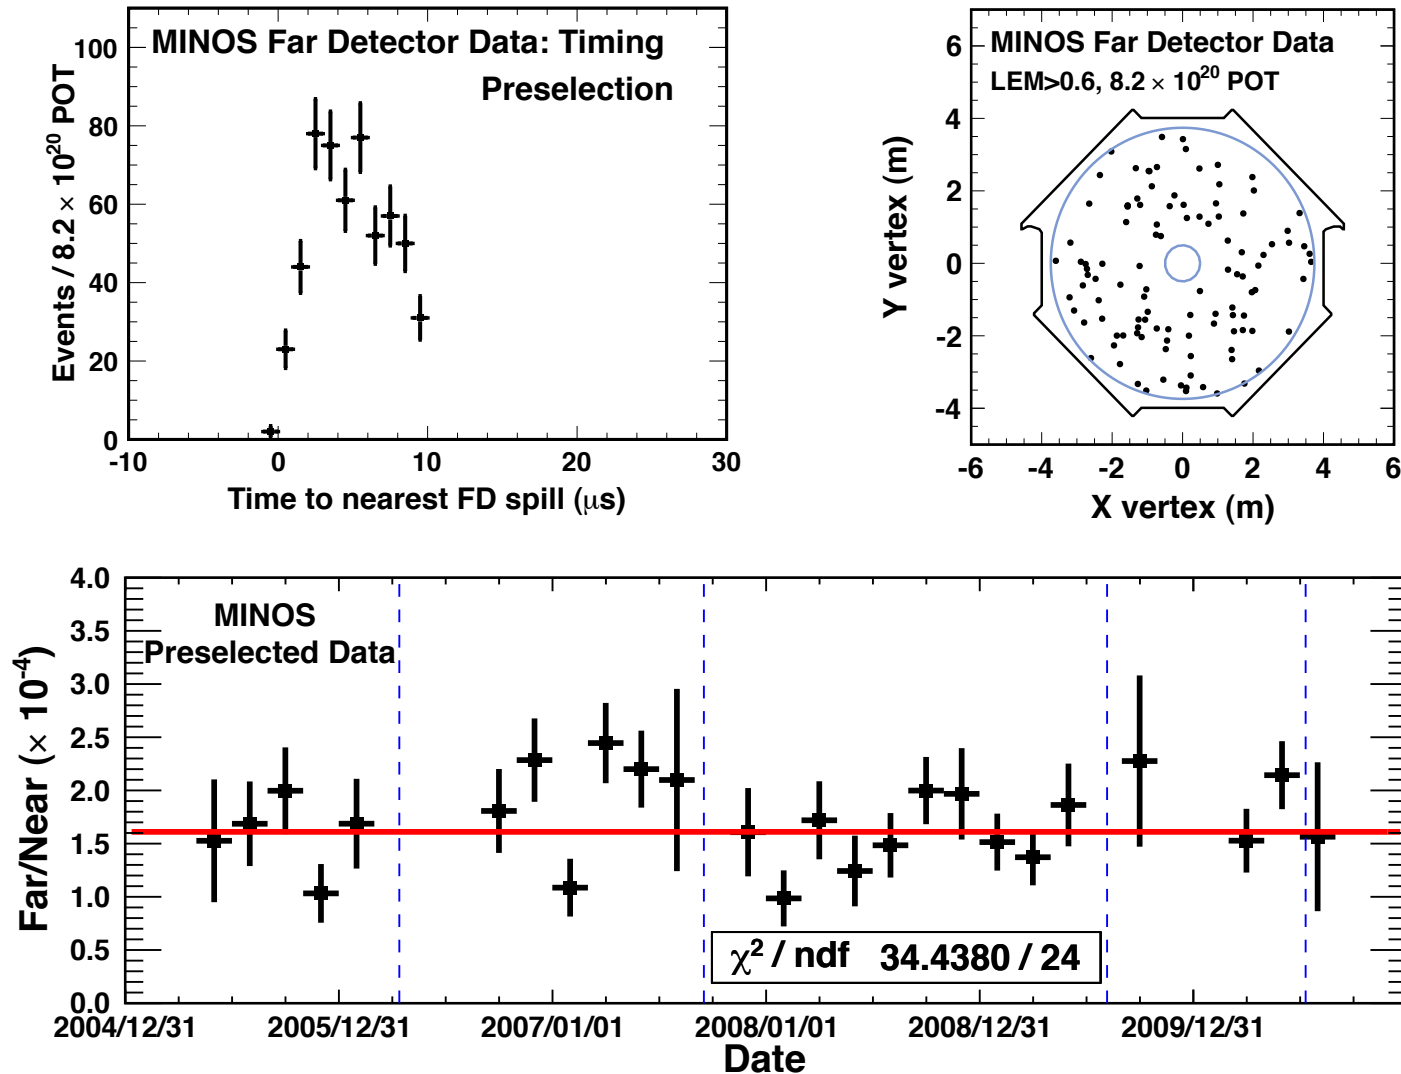 MINOS Far Detector Data: Timing
Preselection
Events / 8.2 × 10²⁰ POT
100
80
60
40
20
0
-10 0 10 20 30
Time to nearest FD spill (μs)
MINOS Far Detector Data
LEM>0.6, 8.2 × 10²⁰ POT
Y vertex (m)
6
4
2
0
-2
-4
-6 -4 -2 0 2 4 6
X vertex (m)
MINOS
Preselected Data
Far/Near (× 10⁻⁴)
4.0
3.5
3.0
2.5
2.0
1.5
1.0
0.5
0.0
χ² / ndf 34.4380 / 24
2004/12/31 2005/12/31 2007/01/01 2008/01/01 2008/12/31 2009/12/31
Date